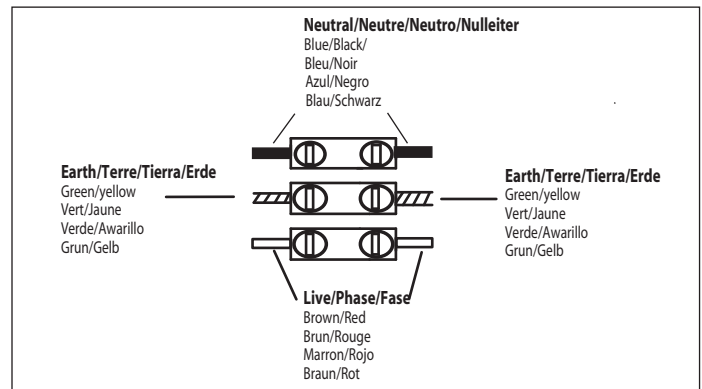 Neutral/Neutre/Neutro/Nulleiter
Blue/Black/
Bleu/Noir
Azul/Negro
Blau/Schwarz
Earth/Terre/Tierra/Erde
Green/yellow
Vert/Jaune
Verde/Awarillo
Grun/Gelb
Earth/Terre/Tierra/Erde
Green/yellow
Vert/Jaune
Verde/Awarillo
Grun/Gelb
Live/Phase/Fase
Brown/Red
Brun/Rouge
Marron/Rojo
Braun/Rot